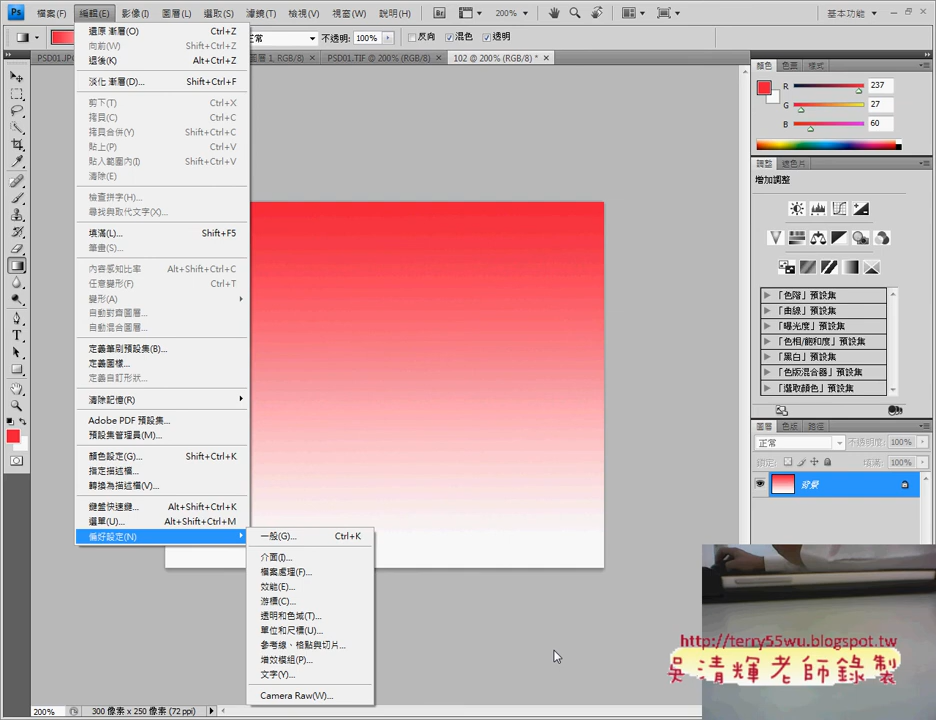 Ps 檔案(F) 編輯(E) 影像(I) 圖層(L) 選取(S) 濾鏡(T) 檢視(V) 視窗(W) 說明(H) Br 200% 基本功能
常 不透明: 100% 反向 混色 透明
PSD01.JP 圖層 1, RGB/8) PSD01.TIF @ 200% (RGB/8) 102 @ 200% (RGB/8) *
還原 漸層(O) Ctrl+Z
向前(W) Shift+Ctrl+Z
退後(K) Alt+Ctrl+Z
淡化 漸層(D)... Shift+Ctrl+F
剪下(T) Ctrl+X
拷貝(C) Ctrl+C
拷貝合併(Y) Shift+Ctrl+C
貼上(P) Ctrl+V
貼入範圍內(I) Shift+Ctrl+V
清除(E)
檢查拼字(H)...
尋找與取代文字(X)...
填滿(L)... Shift+F5
筆畫(S)...
內容感知比率 Alt+Shift+Ctrl+C
任意變形(F) Ctrl+T
變形(A)
自動對齊圖層...
自動混合圖層...
定義筆刷預設集(B)...
定義圖樣...
定義自訂形狀...
清除記憶(R)
Adobe PDF 預設集...
預設集管理員(M)...
顏色設定(G)... Shift+Ctrl+K
指定描述檔...
轉換為描述檔(V)...
鍵盤快速鍵... Alt+Shift+Ctrl+K
選單(U)... Alt+Shift+Ctrl+M
偏好設定(N)
一般(G)... Ctrl+K
介面(I)...
檔案處理(F)...
效能(E)...
游標(C)...
透明和色域(T)...
單位和尺標(U)...
參考線、格點與切片...
增效模組(P)...
文字(Y)...
Camera Raw(W)...
顏色 色票 樣式
R 237
G 27
B 60
調整 遮色片
增加調整
「色階」預設集
「曲線」預設集
「曝光度」預設集
「色相/飽和度」預設集
「黑白」預設集
「色版混合器」預設集
「選取顏色」預設集
圖層 色版 路徑
正常 不透明度: 100%
鎖定: 填滿: 100%
背景
http://terry55wu.blogspot.tw
吳清輝老師錄製
200% 300 像素 x 250 像素 (72 ppi)